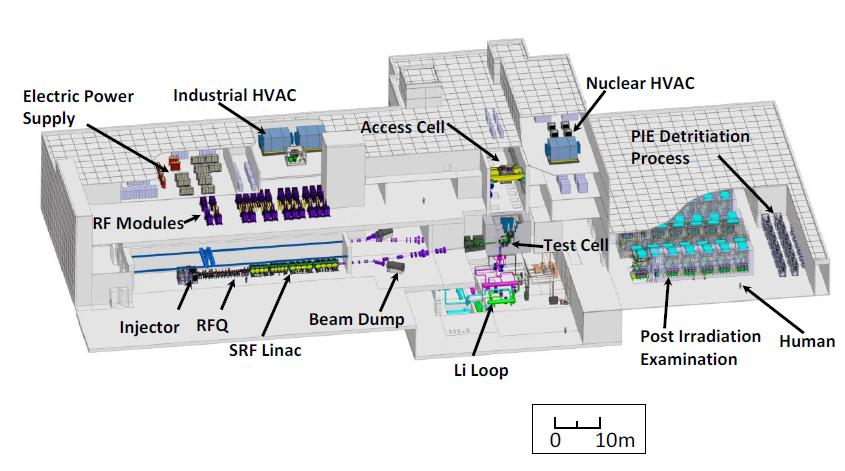 Nuclear HVAC
Electric Power
Supply
Industrial HVAC
Access Cell
PIE Detritiation
Process
RF Modules
Test Cell
Injector
RFQ
Beam Dump
SRF Linac
Li Loop
Post Irradiation
Examination
Human
0 10m